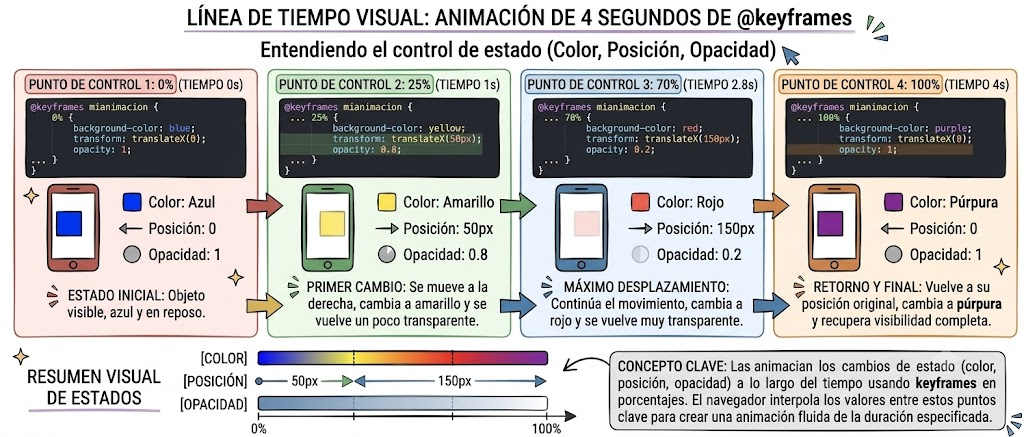 LÍNEA DE TIEMPO VISUAL: ANIMACIÓN DE 4 SEGUNDOS DE @keyframes
Entendiendo el control de estado (Color, Posición, Opacidad)
PUNTO DE CONTROL 1: 0% (TIEMPO 0s)
@keyframes mianimacion {
0% {
background-color: blue;
transform: translateX(0);
opacity: 1;
... }
}
Color: Azul
Posición: 0
Opacidad: 1
ESTADO INICIAL: Objeto
visible, azul y en reposo.
PUNTO DE CONTROL 2: 25% (TIEMPO 1s)
@keyframes mianimacion {
... 25% {
background-color: yellow;
transform: translateX(50px);
opacity: 0.8;
... }
}
Color: Amarillo
Posición: 50px
Opacidad: 0.8
PRIMER CAMBIO: Se mueve a la
derecha, cambia a amarillo y se
vuelve un poco transparente.
PUNTO DE CONTROL 3: 70% (TIEMPO 2.8s)
@keyframes mianimacion {
... 70% {
background-color: red;
transform: translateX(150px);
opacity: 0.2;
... }
}
Color: Rojo
Posición: 150px
Opacidad: 0.2
MÁXIMO DESPLAZAMIENTO:
Continúa el movimiento, cambia a
rojo y se vuelve muy transparente.
PUNTO DE CONTROL 4: 100% (TIEMPO 4s)
@keyframes mianimacion {
... 100% {
background-color: purple;
transform: translateX(0);
opacity: 1;
... }
}
Color: Púrpura
Posición: 0
Opacidad: 1
RETORNO Y FINAL: Vuelve a su
posición original, cambia a púrpura
y recupera visibilidad completa.
RESUMEN VISUAL
DE ESTADOS
[COLOR]
[POSICIÓN] 50px 150px
[OPACIDAD]
0% 100%
CONCEPTO CLAVE: Las animacian los cambios de estado (color,
posición, opacidad) a lo largo del tiempo usando keyframes en
porcentajes. El navegador interpola los valores entre estos puntos
clave para crear una animación fluida de la duración especificada.